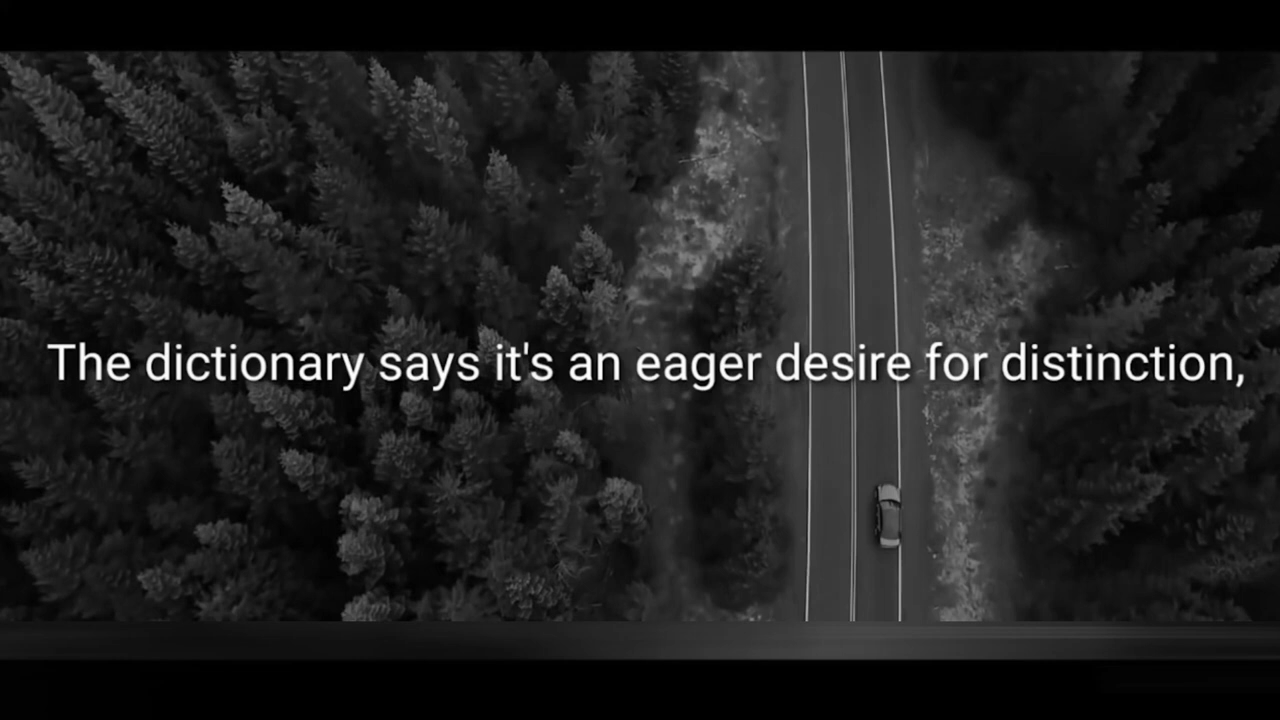 The dictionary says it's an eager desire for distinction,